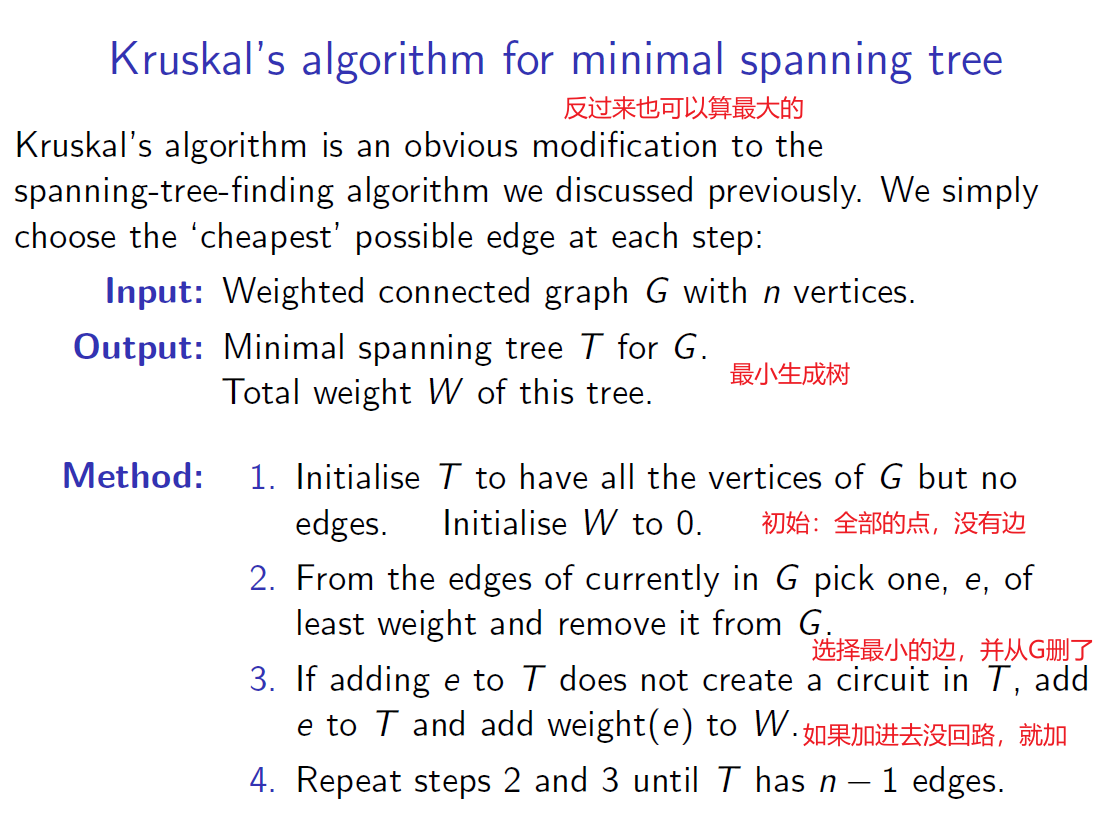 Kruskal's algorithm for minimal spanning tree
反过来也可以算最大的
Kruskal's algorithm is an obvious modification to the
spanning-tree-finding algorithm we discussed previously. We simply
choose the ‘cheapest’ possible edge at each step:
Input: Weighted connected graph G with n vertices.
Output: Minimal spanning tree T for G.
最小生成树
Total weight W of this tree.
Method: 1. Initialise T to have all the vertices of G but no
edges. Initialise W to 0.
初始：全部的点，没有边
2. From the edges of currently in G pick one, e, of
least weight and remove it from G.
选择最小的边，并从G删了
3. If adding e to T does not create a circuit in T, add
e to T and add weight(e) to W.
如果加进去没回路，就加
4. Repeat steps 2 and 3 until T has n − 1 edges.